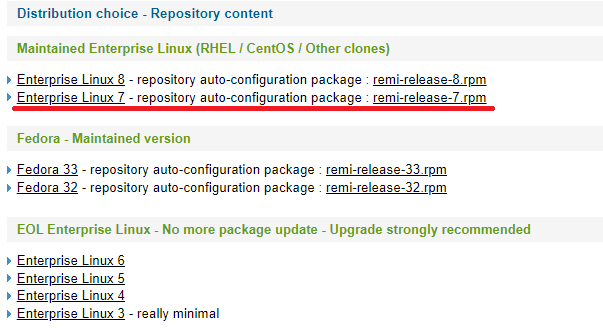 Distribution choice - Repository content
Maintained Enterprise Linux (RHEL / CentOS / Other clones)
Enterprise Linux 8 - repository auto-configuration package : remi-release-8.rpm
Enterprise Linux 7 - repository auto-configuration package : remi-release-7.rpm
Fedora - Maintained version
Fedora 33 - repository auto-configuration package : remi-release-33.rpm
Fedora 32 - repository auto-configuration package : remi-release-32.rpm
EOL Enterprise Linux - No more package update - Upgrade strongly recommended
Enterprise Linux 6
Enterprise Linux 5
Enterprise Linux 4
Enterprise Linux 3 - really minimal